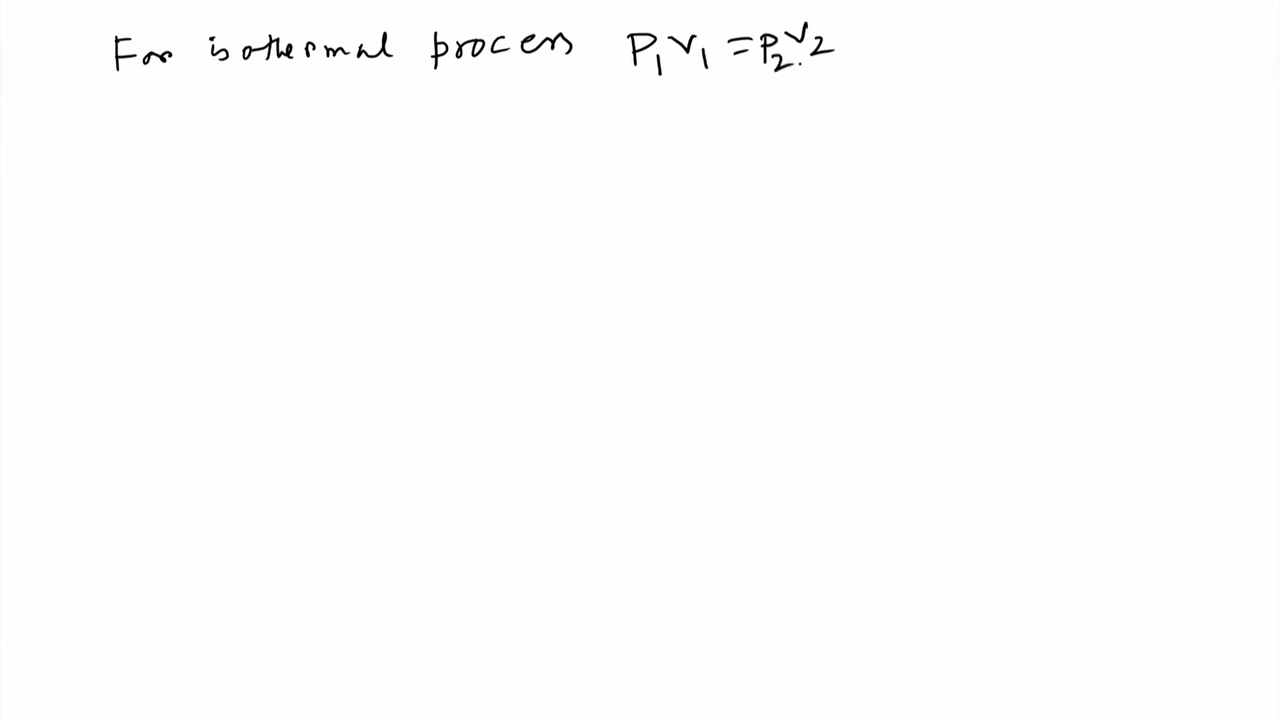 For isothermal process P₁V₁ = P₂V₂